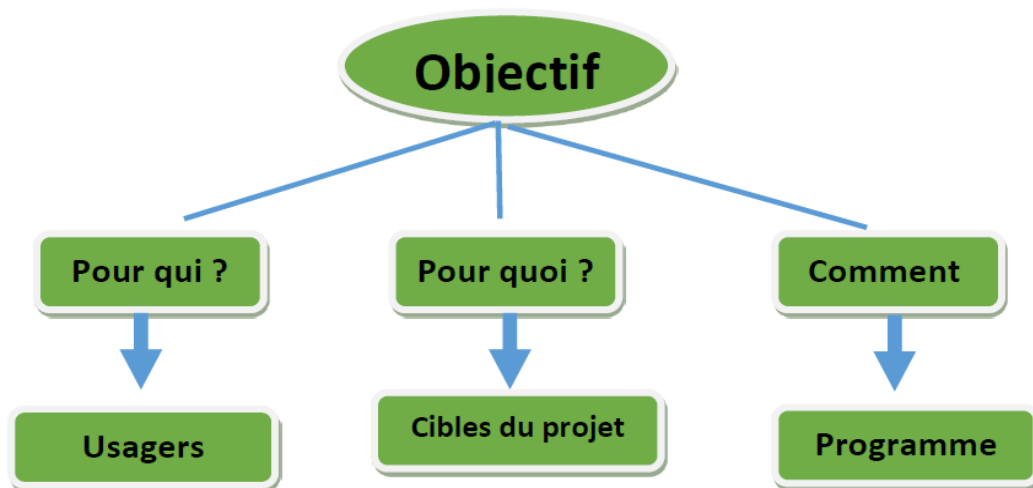 Objectif
Pour qui ?
Pour quoi ?
Comment
Usagers
Cibles du projet
Programme